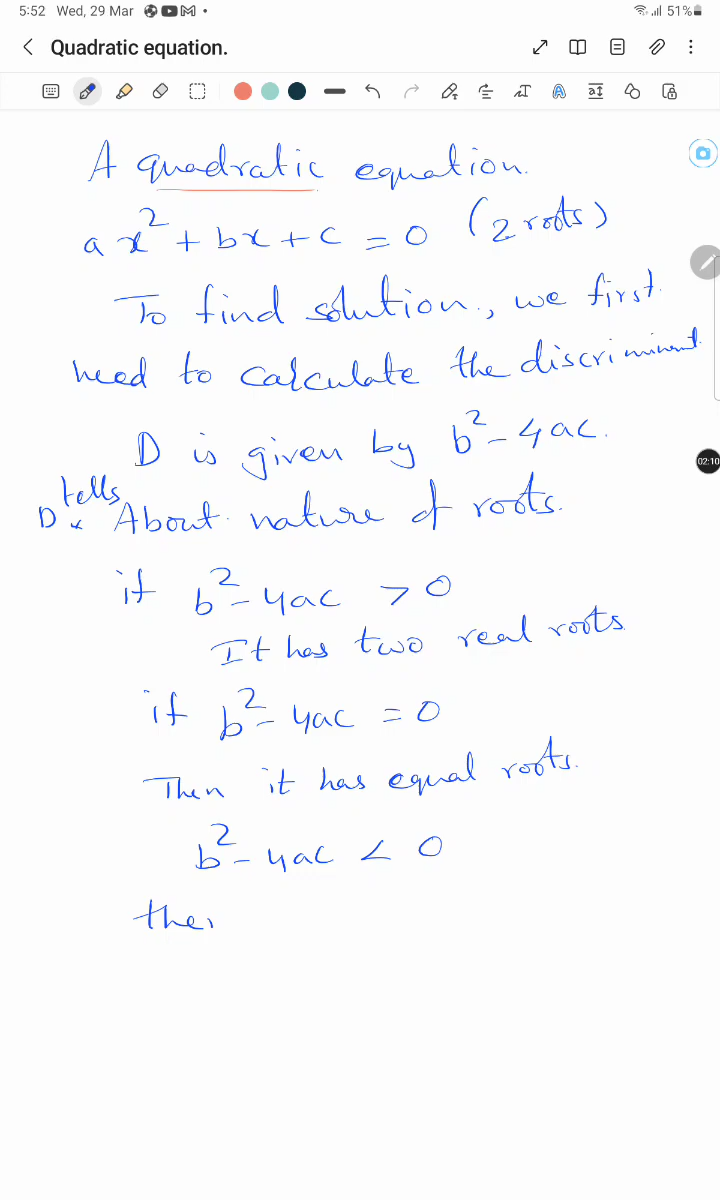 5:52 Wed, 29 Mar 51%
Quadratic equation.
A quadratic equation.
ax²+bx+c=0 (2 roots)
To find solution., we first.
need to calculate the discriminant.
D is given by b²-4ac.
D tells About nature of roots.
if b²-4ac >0
It has two real roots.
if b²-4ac =0
Then it has equal roots.
b²-4ac < 0
02:10